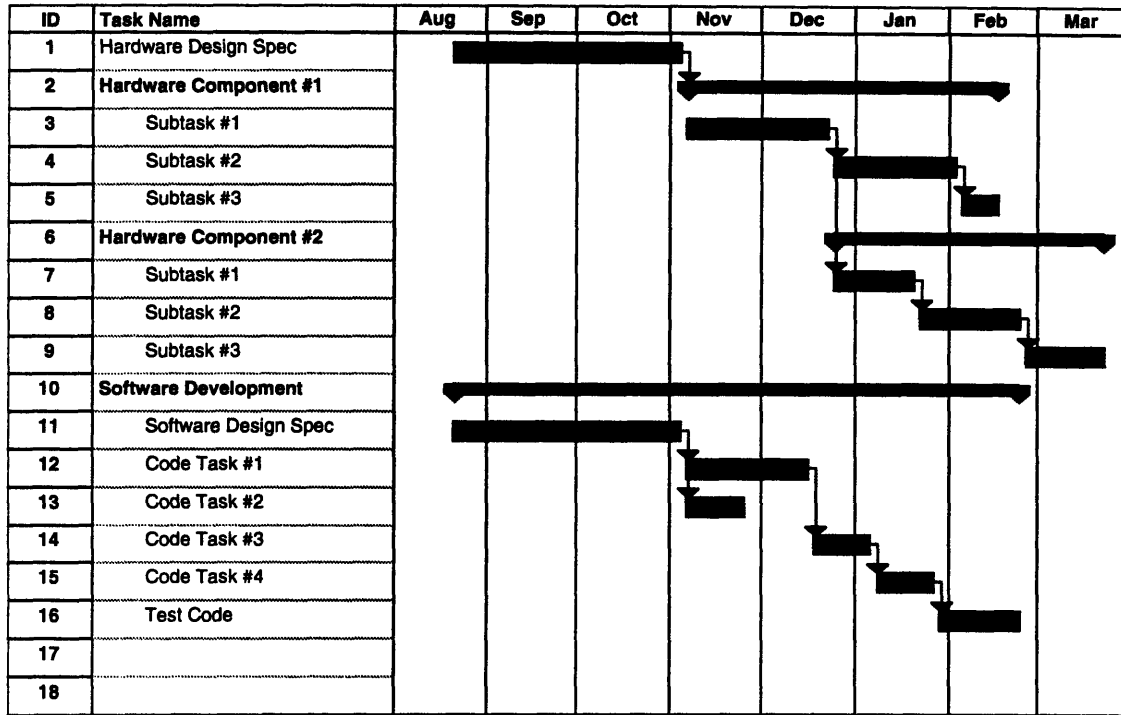 ID Task Name Aug Sep Oct Nov Dec Jan Feb Mar
1 Hardware Design Spec
2 Hardware Component #1
3 Subtask #1
4 Subtask #2
5 Subtask #3
6 Hardware Component #2
7 Subtask #1
8 Subtask #2
9 Subtask #3
10 Software Development
11 Software Design Spec
12 Code Task #1
13 Code Task #2
14 Code Task #3
15 Code Task #4
16 Test Code
17
18